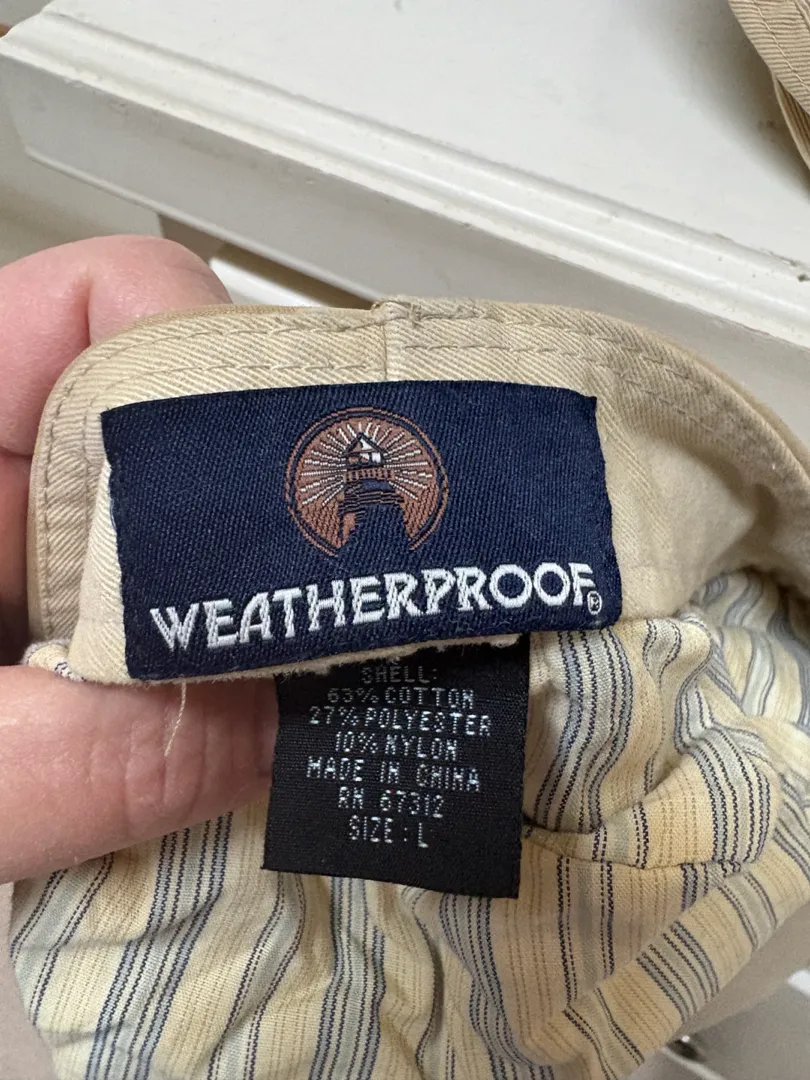 WEATHERPROOF®
SHELL:
63% COTTON
27% POLYESTER
10% NYLON
MADE IN CHINA
RN 67312
SIZE: L